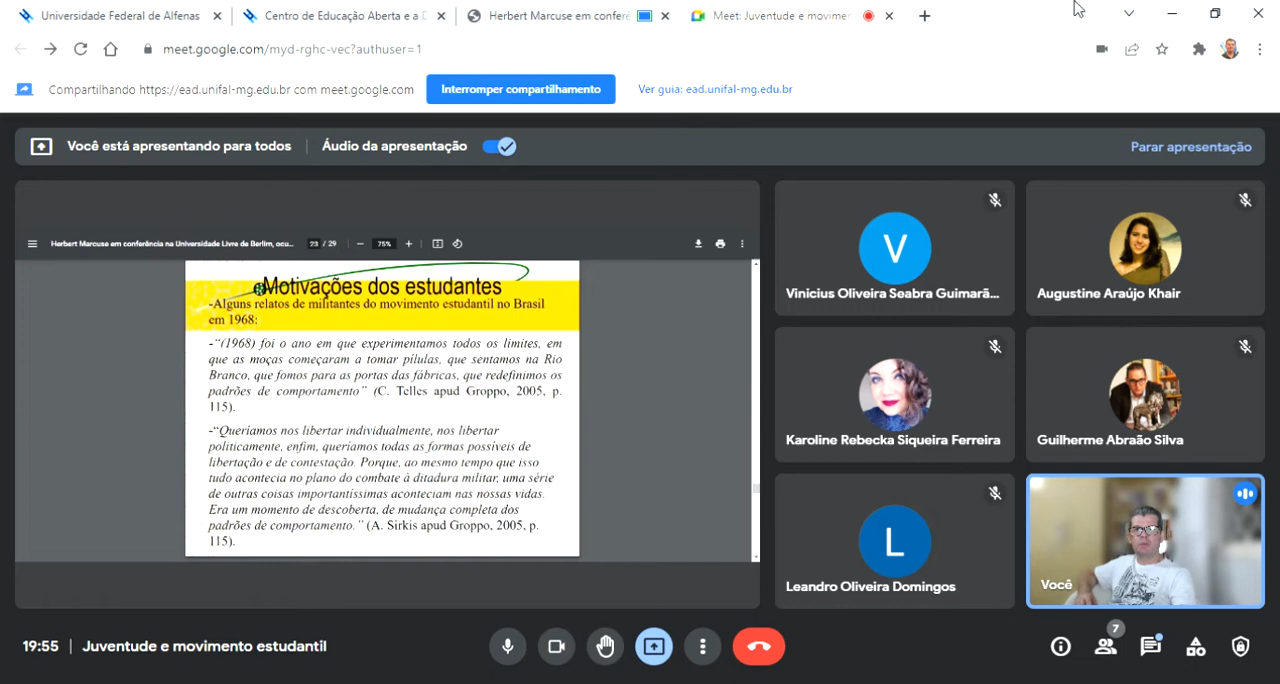 Universidade Federal de Alfenas
Centro de Educação Aberta e a D
Herbert Marcuse em conferê
Meet: Juventude e movimen
meet.google.com/myd-rghc-vec?authuser=1
Compartilhando https://ead.unifal-mg.edu.br com meet.google.com
Interromper compartilhamento
Ver guia: ead.unifal-mg.edu.br
Você está apresentando para todos
Áudio da apresentação
Parar apresentação
Herbert Marcuse em conferência na Universidade Livre de Berlim, ocu...
23 / 29
75%
Motivações dos estudantes
-Alguns relatos de militantes do movimento estudantil no Brasil
em 1968:
-“(1968) foi o ano em que experimentamos todos os limites, em
que as moças começaram a tomar pílulas, que sentamos na Rio
Branco, que fomos para as portas das fábricas, que redefinimos os
padrões de comportamento” (C. Telles apud Groppo, 2005, p.
115).
-“Queríamos nos libertar individualmente, nos libertar
politicamente, enfim, queríamos todas as formas possíveis de
libertação e de contestação. Porque, ao mesmo tempo que isso
tudo acontecia no plano do combate à ditadura militar, uma série
de outras coisas importantíssimas aconteciam nas nossas vidas.
Era um momento de descoberta, de mudança completa dos
padrões de comportamento.” (A. Sirkis apud Groppo, 2005, p.
115).
V
Vinicius Oliveira Seabra Guimarã...
Augustine Araújo Khair
Karoline Rebecka Siqueira Ferreira
Guilherme Abraão Silva
L
Leandro Oliveira Domingos
Você
19:55 | Juventude e movimento estudantil
7